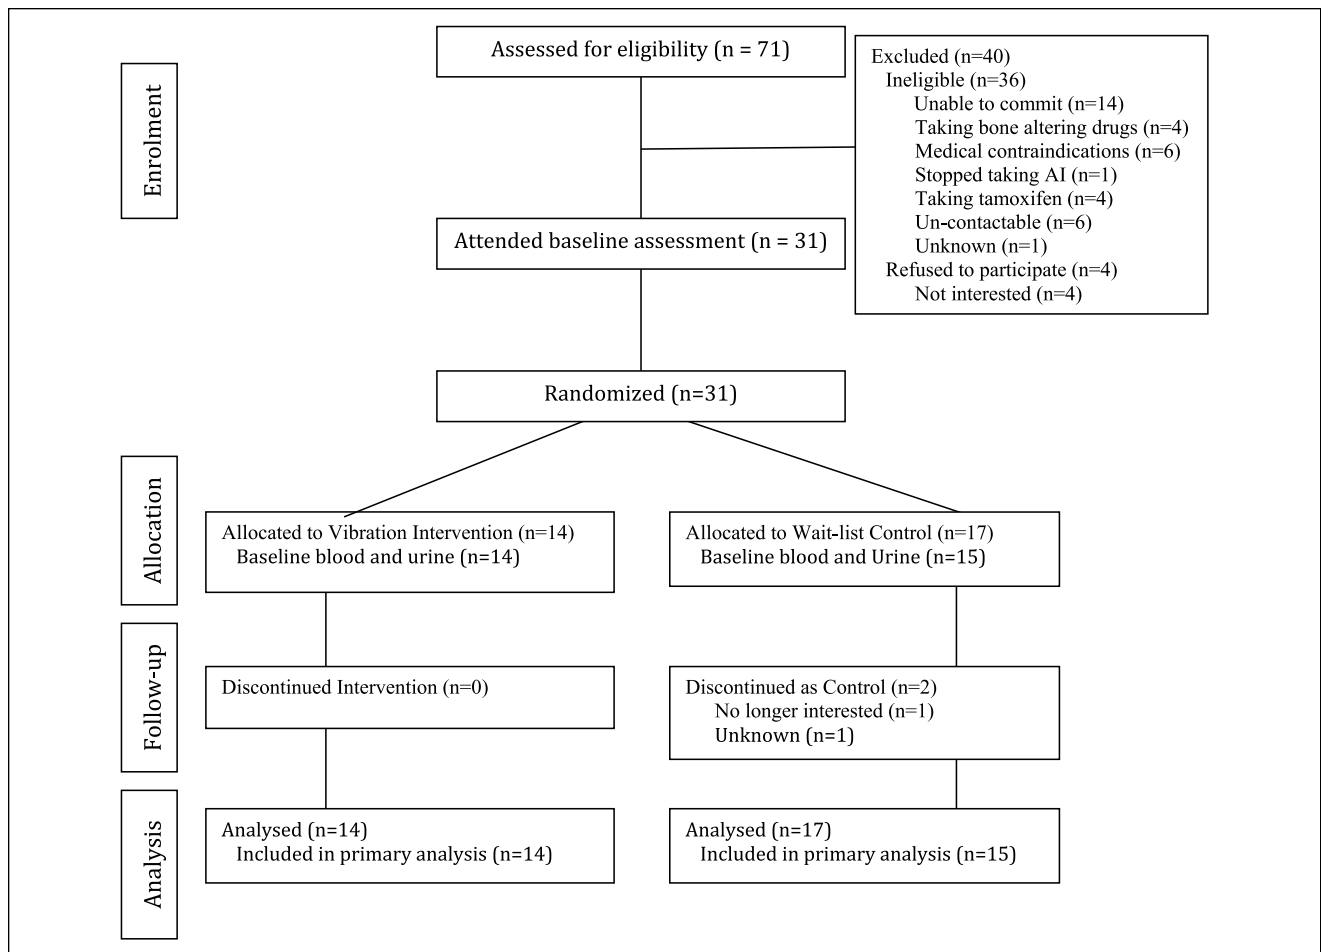 Assessed for eligibility (n = 71)
Excluded (n=40)
Ineligible (n=36)
Unable to commit (n=14)
Taking bone altering drugs (n=4)
Medical contraindications (n=6)
Stopped taking AI (n=1)
Taking tamoxifen (n=4)
Un-contactable (n=6)
Unknown (n=1)
Refused to participate (n=4)
Not interested (n=4)
Enrolment
Attended baseline assessment (n = 31)
Randomized (n=31)
Allocation
Allocated to Vibration Intervention (n=14)
Baseline blood and urine (n=14)
Allocated to Wait-list Control (n=17)
Baseline blood and Urine (n=15)
Follow-up
Discontinued Intervention (n=0)
Discontinued as Control (n=2)
No longer interested (n=1)
Unknown (n=1)
Analysis
Analysed (n=14)
Included in primary analysis (n=14)
Analysed (n=17)
Included in primary analysis (n=15)